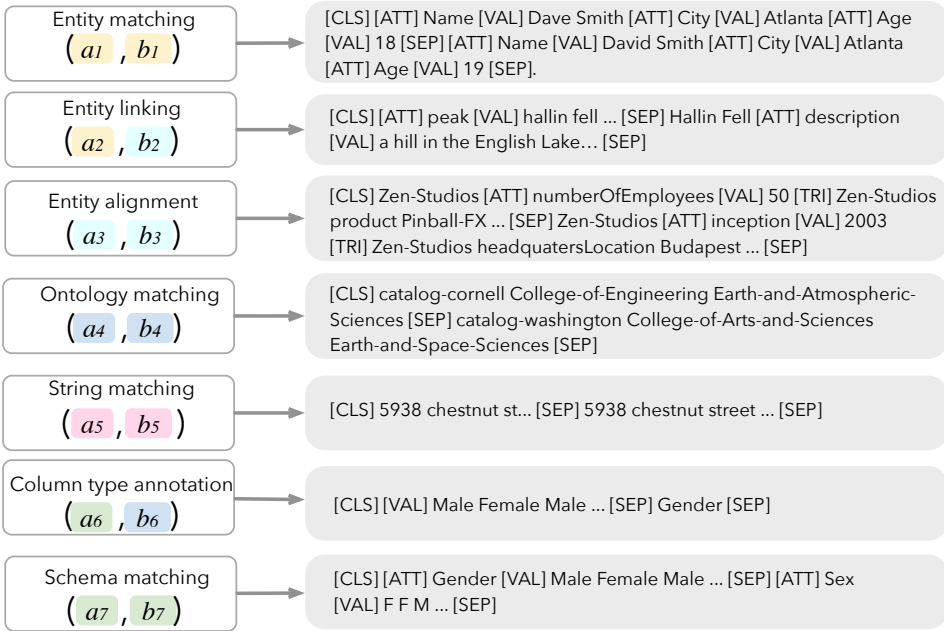 Entity matching
(a1, b1)
[CLS] [ATT] Name [VAL] Dave Smith [ATT] City [VAL] Atlanta [ATT] Age
[VAL] 18 [SEP] [ATT] Name [VAL] David Smith [ATT] City [VAL] Atlanta
[ATT] Age [VAL] 19 [SEP].
Entity linking
(a2, b2)
[CLS] [ATT] peak [VAL] hallin fell ... [SEP] Hallin Fell [ATT] description
[VAL] a hill in the English Lake... [SEP]
Entity alignment
(a3, b3)
[CLS] Zen-Studios [ATT] numberOfEmployees [VAL] 50 [TRI] Zen-Studios
product Pinball-FX ... [SEP] Zen-Studios [ATT] inception [VAL] 2003
[TRI] Zen-Studios headquatersLocation Budapest ... [SEP]
Ontology matching
(a4, b4)
[CLS] catalog-cornell College-of-Engineering Earth-and-Atmospheric-
Sciences [SEP] catalog-washington College-of-Arts-and-Sciences
Earth-and-Space-Sciences [SEP]
String matching
(a5, b5)
[CLS] 5938 chestnut st... [SEP] 5938 chestnut street ... [SEP]
Column type annotation
(a6, b6)
[CLS] [VAL] Male Female Male ... [SEP] Gender [SEP]
Schema matching
(a7, b7)
[CLS] [ATT] Gender [VAL] Male Female Male ... [SEP] [ATT] Sex
[VAL] F F M ... [SEP]